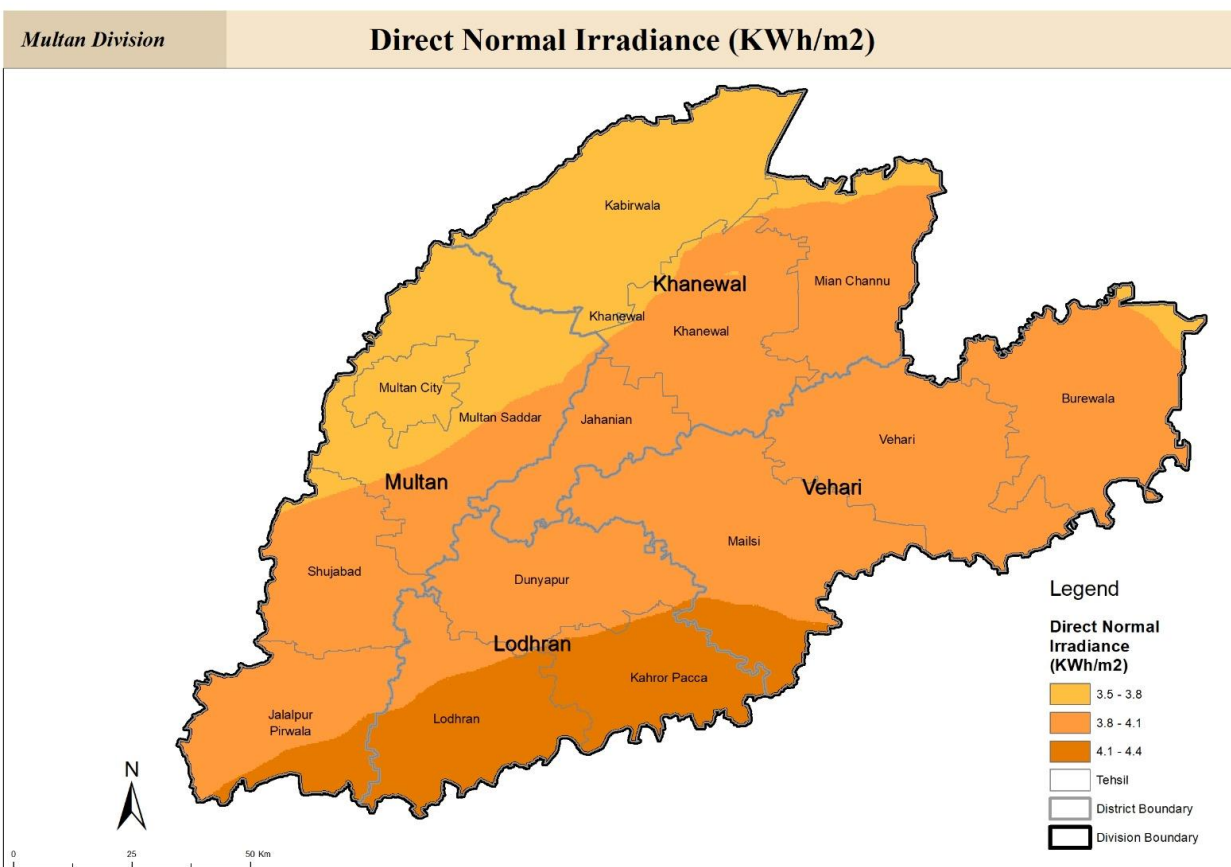 Multan Division
Direct Normal Irradiance (KWh/m2)
Kabirwala
Khanewal
Mian Channu
Khanewal
Khanewal
Multan City
Multan Saddar
Jahanian
Burewala
Vehari
Multan
Vehari
Mailsi
Shujabad
Dunyapur
Lodhran
Kahror Pacca
Jalalpur
Pirwala
Lodhran
N
0 25 50 Km
Legend
Direct Normal
Irradiance
(KWh/m2)
3.5 - 3.8
3.8 - 4.1
4.1 - 4.4
Tehsil
District Boundary
Division Boundary